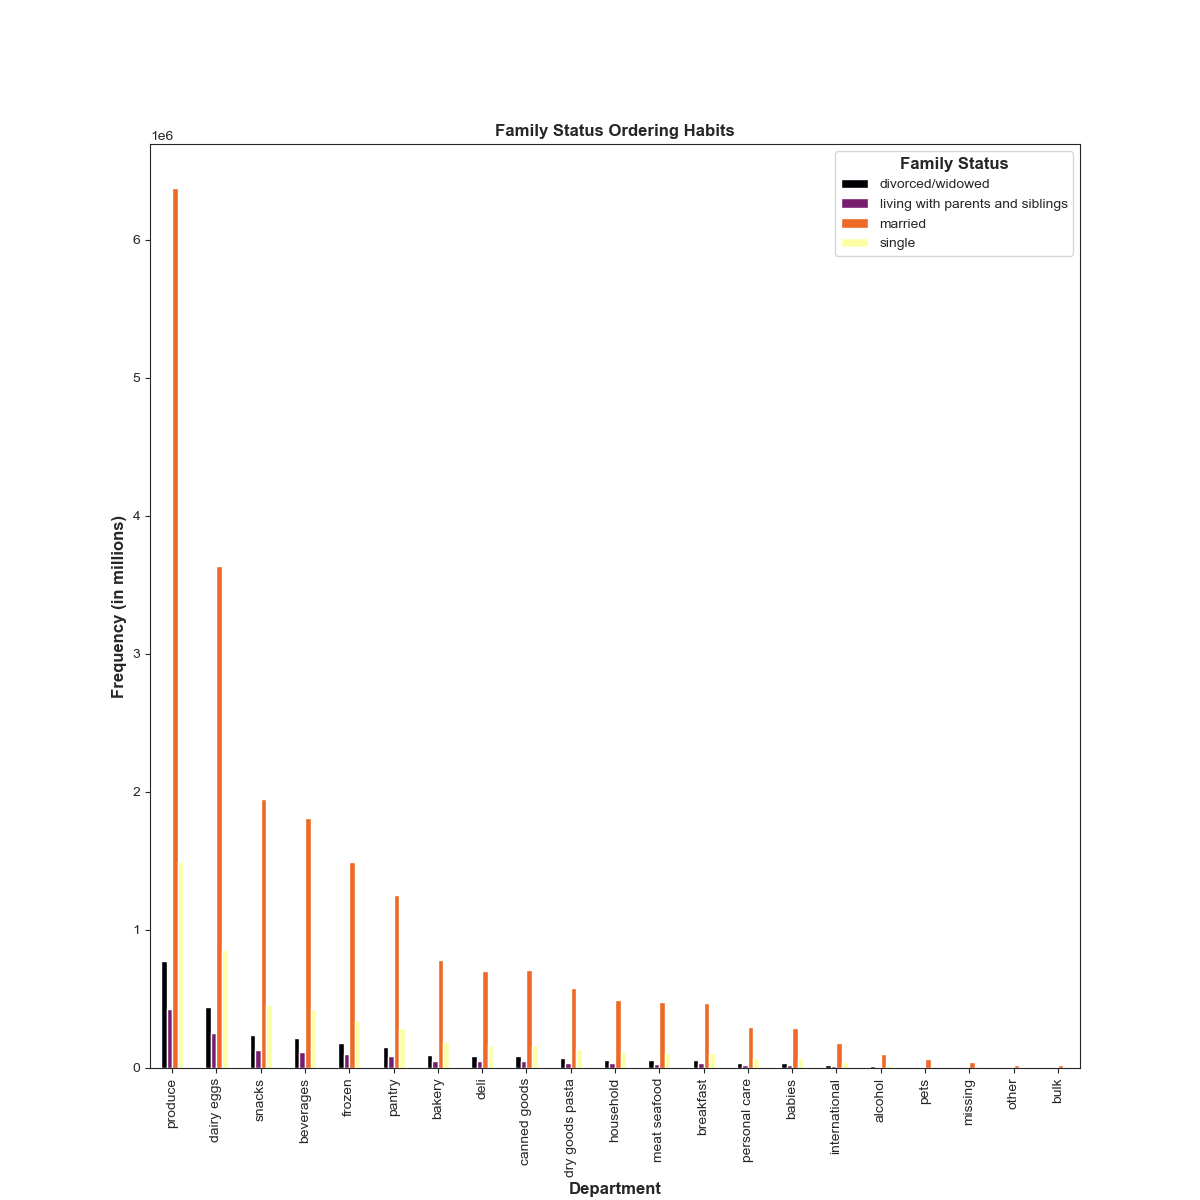 Family Status Ordering Habits
1e6
Family Status
divorced/widowed
living with parents and siblings
married
single
6
5
4
3
2
1
0
Frequency (in millions)
produce
dairy eggs
snacks
beverages
frozen
pantry
bakery
deli
canned goods
dry goods pasta
household
meat seafood
breakfast
personal care
babies
international
alcohol
pets
missing
other
bulk
Department